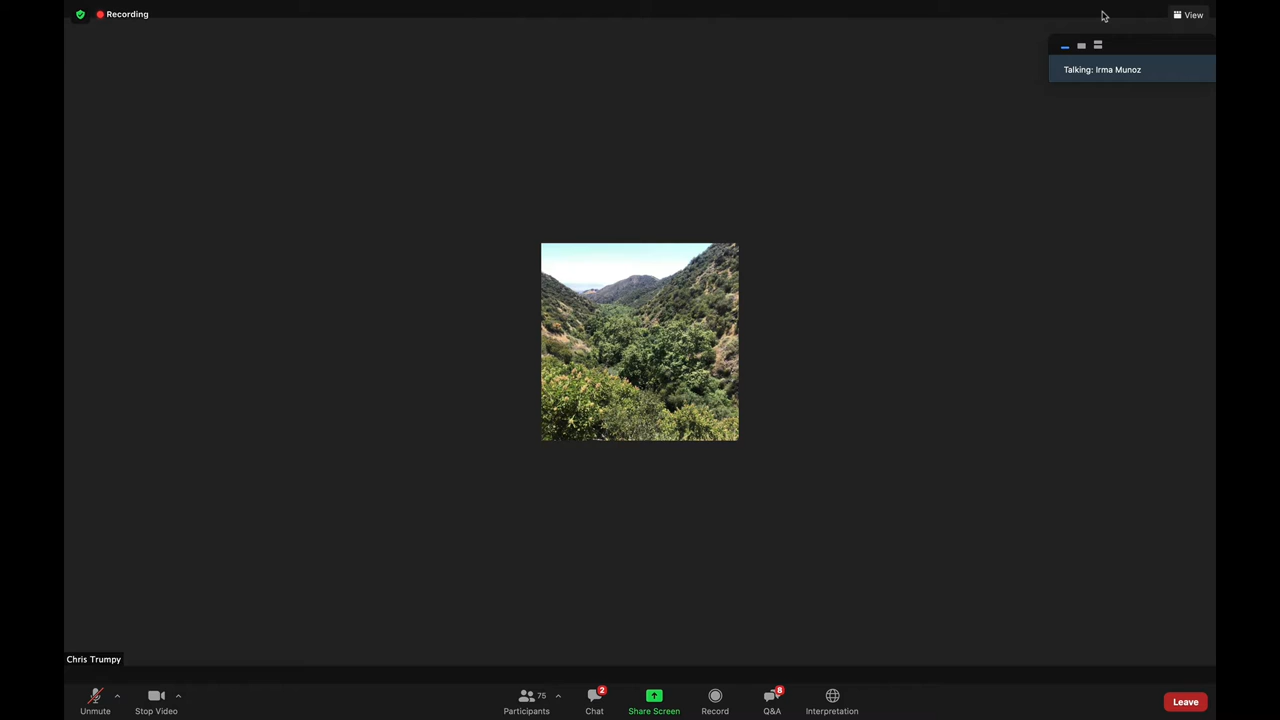 Recording
View
Talking: Irma Munoz
Chris Trumpy
Unmute
Stop Video
75
Participants
2
Chat
Share Screen
Record
8
Q&A
Interpretation
Leave